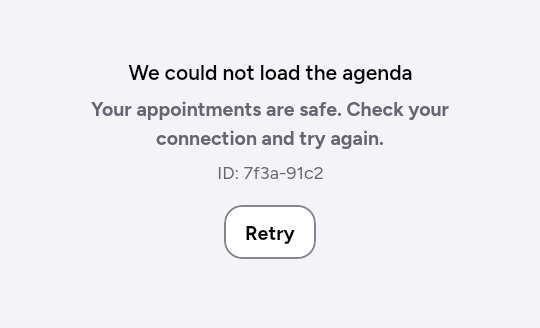 We could not load the agenda
Your appointments are safe. Check your
connection and try again.
ID: 7f3a-91c2
Retry